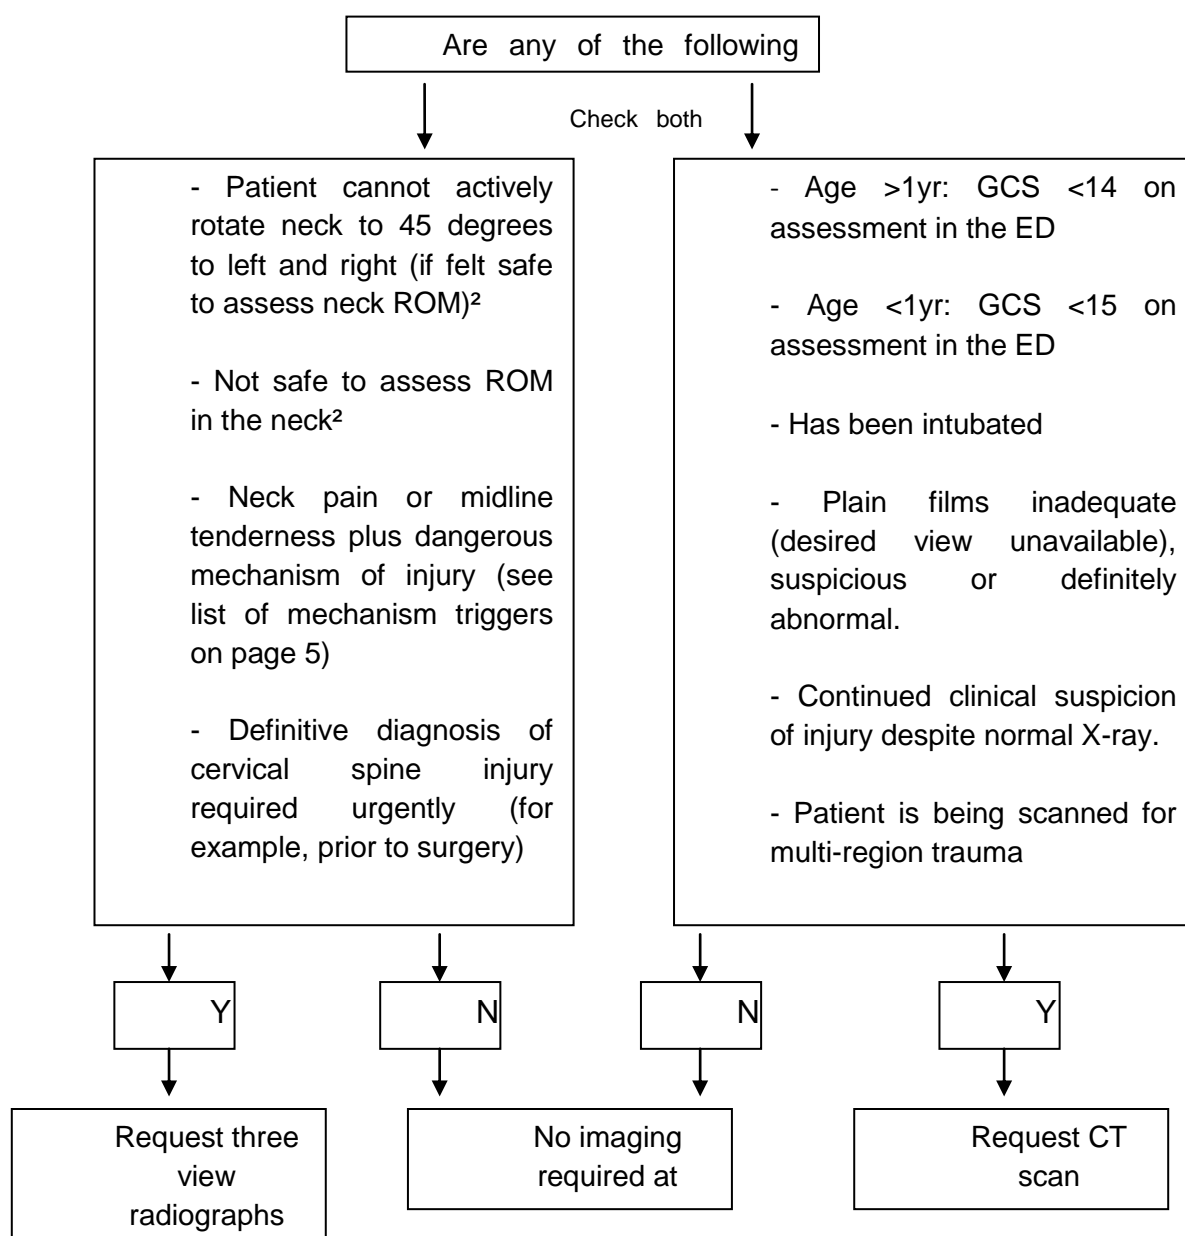 Are any of the following
Check both
- Patient cannot actively
rotate neck to 45 degrees
to left and right (if felt safe
to assess neck ROM)²
- Not safe to assess ROM
in the neck²
- Neck pain or midline
tenderness plus dangerous
mechanism of injury (see
list of mechanism triggers
on page 5)
- Definitive diagnosis of
cervical spine injury
required urgently (for
example, prior to surgery)
- Age >1yr: GCS <14 on
assessment in the ED
- Age <1yr: GCS <15 on
assessment in the ED
- Has been intubated
- Plain films inadequate
(desired view unavailable),
suspicious or definitely
abnormal.
- Continued clinical suspicion
of injury despite normal X-ray.
- Patient is being scanned for
multi-region trauma
Y
N
N
Y
Request three
view
radiographs
No imaging
required at
Request CT
scan